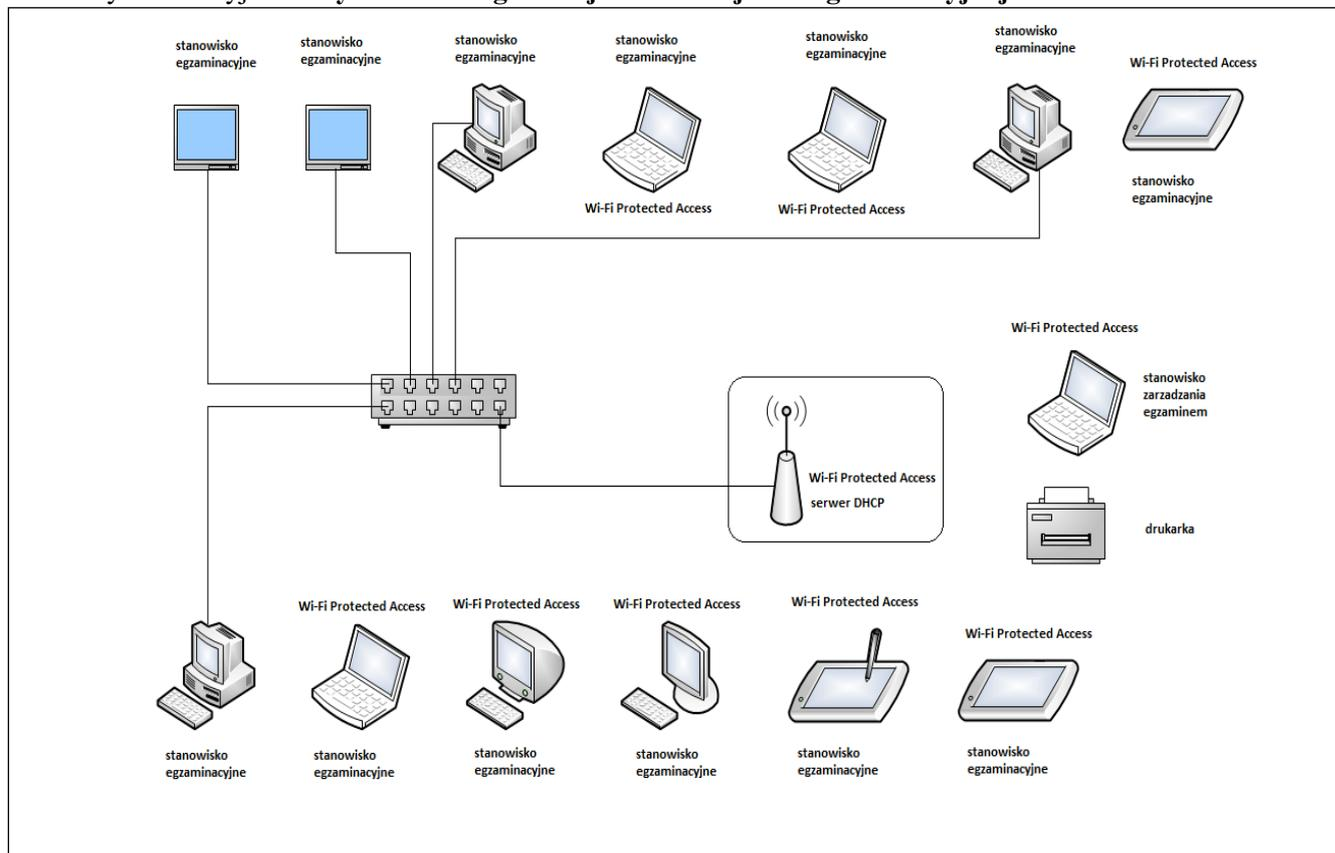 stanowisko
egzaminacyjne
stanowisko
egzaminacyjne
stanowisko
egzaminacyjne
stanowisko
egzaminacyjne
stanowisko
egzaminacyjne
stanowisko
egzaminacyjne
Wi-Fi Protected Access
stanowisko
egzaminacyjne
Wi-Fi Protected Access
Wi-Fi Protected Access
Wi-Fi Protected Access
stanowisko
zarzadzania
egzaminem
Wi-Fi Protected Access
serwer DHCP
drukarka
Wi-Fi Protected Access
Wi-Fi Protected Access
Wi-Fi Protected Access
Wi-Fi Protected Access
Wi-Fi Protected Access
stanowisko
egzaminacyjne
stanowisko
egzaminacyjne
stanowisko
egzaminacyjne
stanowisko
egzaminacyjne
stanowisko
egzaminacyjne
stanowisko
egzaminacyjne